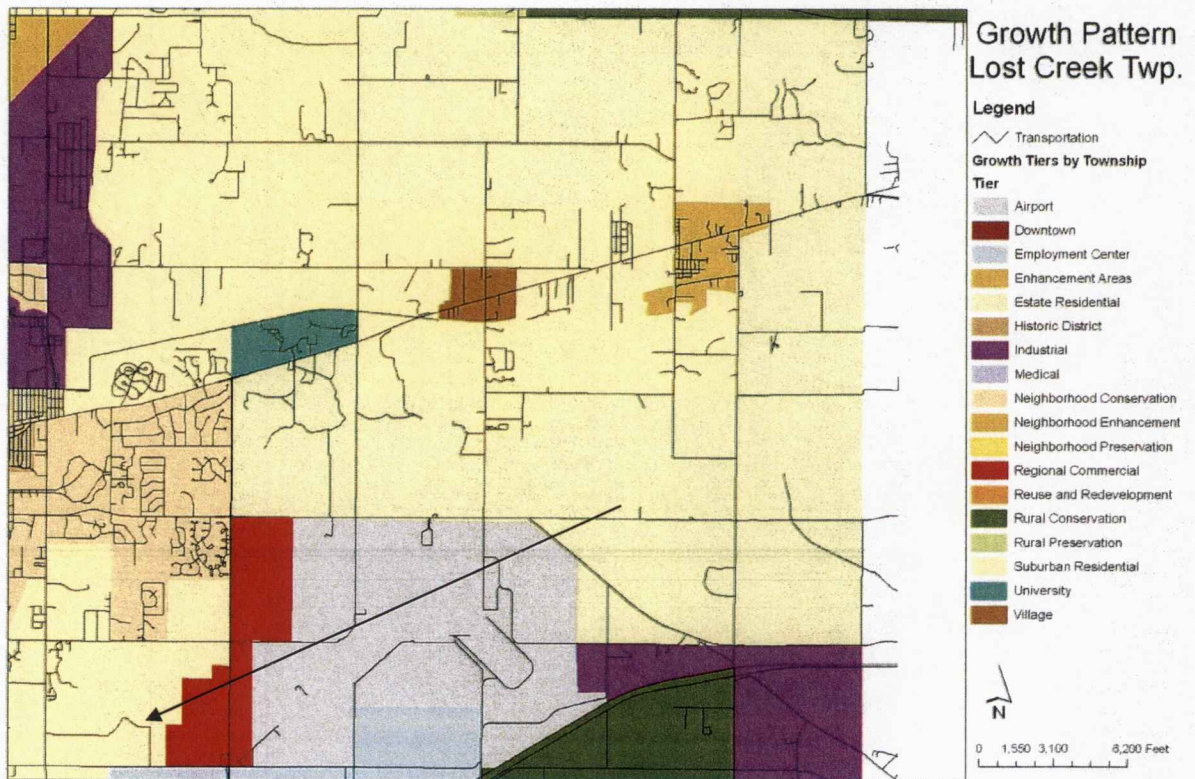 Growth Pattern
Lost Creek Twp.
Legend
Transportation
Growth Tiers by Township
Tier
Airport
Downtown
Employment Center
Enhancement Areas
Estate Residential
Historic District
Industrial
Medical
Neighborhood Conservation
Neighborhood Enhancement
Neighborhood Preservation
Regional Commercial
Reuse and Redevelopment
Rural Conservation
Rural Preservation
Suburban Residential
University
Village
N
0 1,550 3,100 6,200 Feet